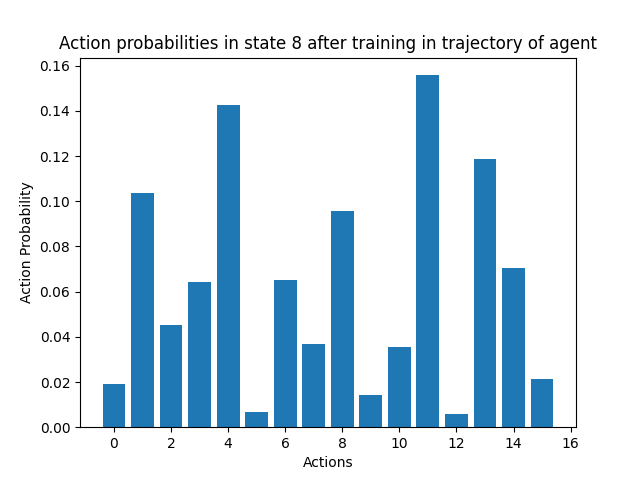 Action probabilities in state 8 after training in trajectory of agent
0.16
0.14
0.12
0.10
0.08
0.06
0.04
0.02
0.00
Action Probability
0 2 4 6 8 10 12 14 16
Actions